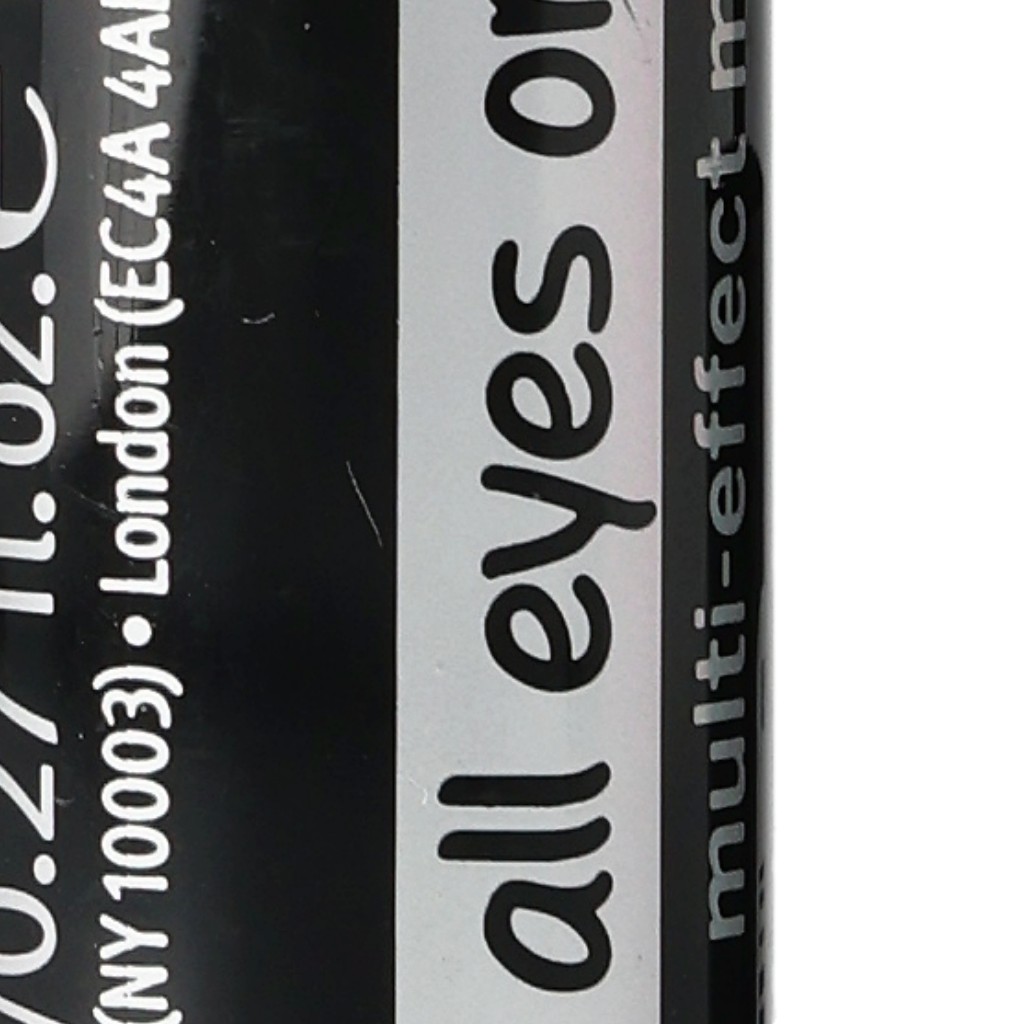 0.27 fl. oz.
(NY 10003) • London (EC4A 4A
all eyes o
multi-effect m